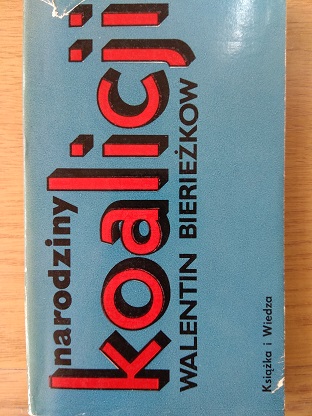 narodziny
koalicji
WALENTIN BIERIEŻKOW
Książka i Wiedza